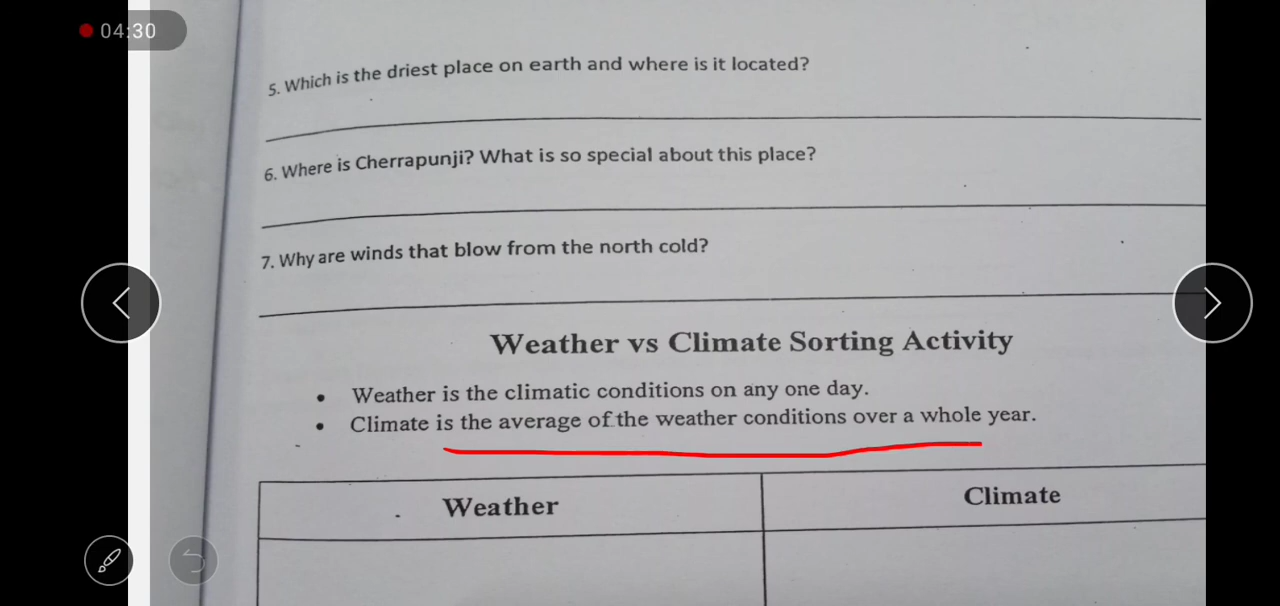 04:30
5. Which is the driest place on earth and where is it located?
6. Where is Cherrapunji? What is so special about this place?
7. Why are winds that blow from the north cold?
Weather vs Climate Sorting Activity
• Weather is the climatic conditions on any one day.
• Climate is the average of the weather conditions over a whole year.
Weather
Climate